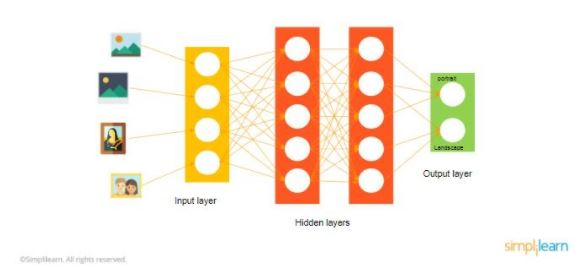 portrait
Landscape
Input layer
Output layer
Hidden layers
©Simplilearn. All rights reserved.
simplilearn